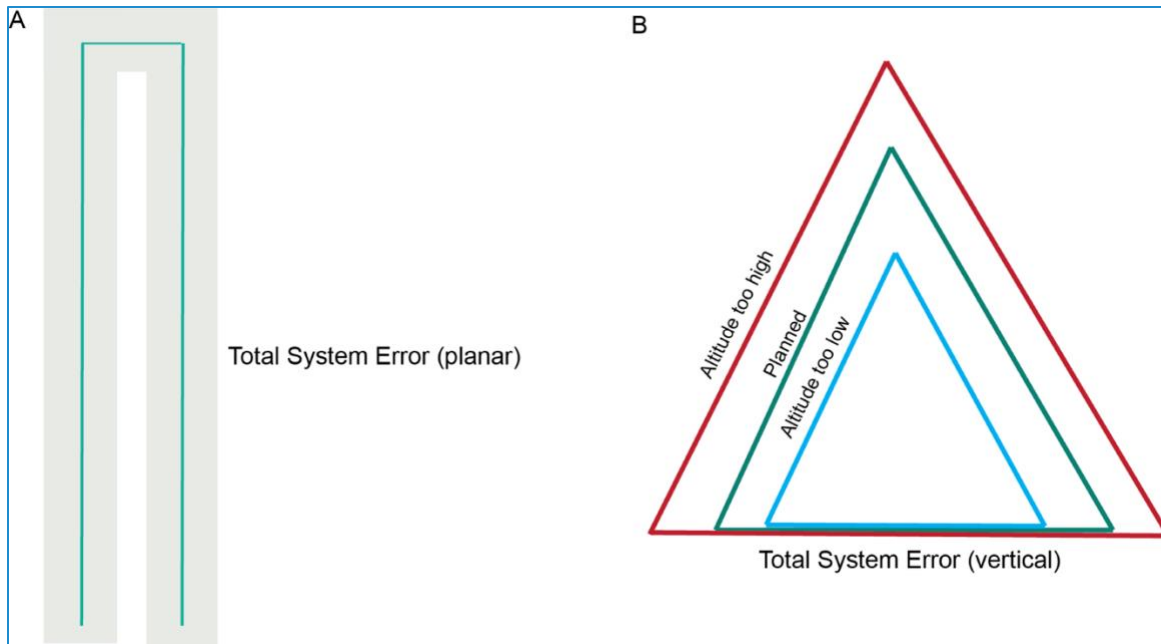 A
Total System Error (planar)
B
Altitude too high
Planned
Altitude too low
Total System Error (vertical)